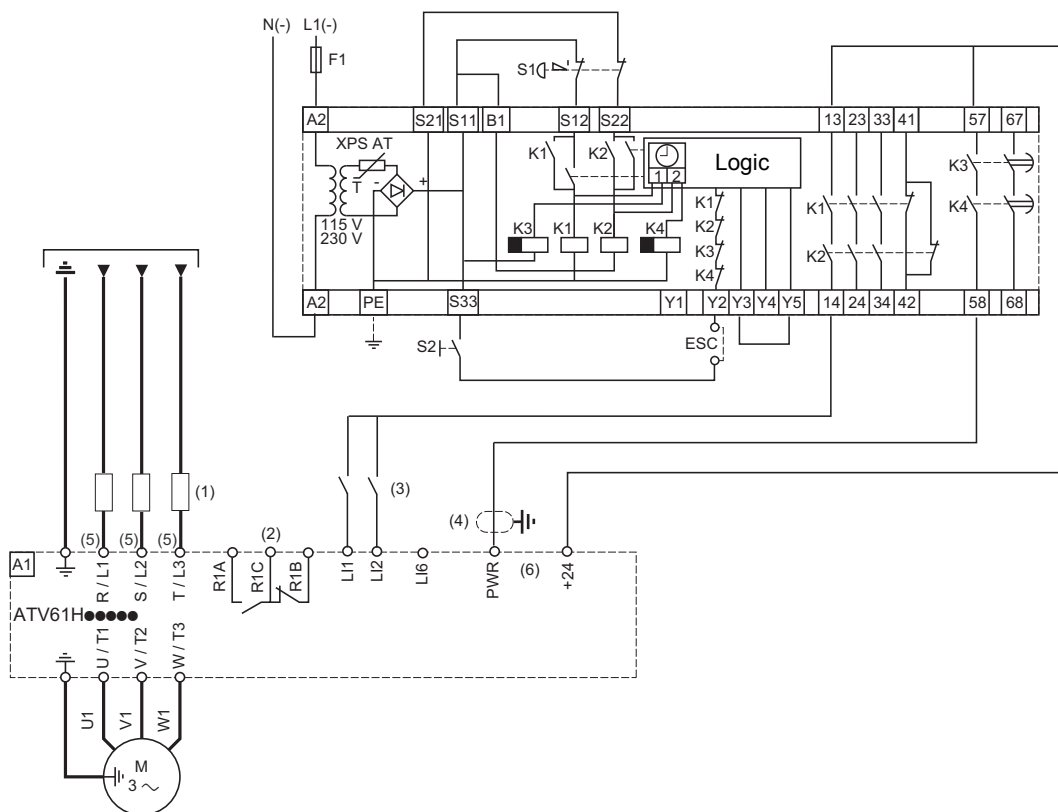 N(-) L1(-)
F1
S1
A2 S21 S11 B1 S12 S22 13 23 33 41 57 67
XPS AT
T
-
+
115 V
230 V
K1 K2
1 2
Logic
K3 K1 K2 K4
K1
K2
K3
K4
K1
K2
K3
K4
A2 PE S33 Y1 Y2 Y3 Y4 Y5 14 24 34 42 58 68
S2
ESC
(1)
(3)
(4)
(5) (5) (5) (2) (6)
A1
R / L1 S / L2 T / L3 R1A R1C R1B LI1 LI2 LI6 PWR +24
ATV61H●●●●●
U / T1 V / T2 W / T3
U1 V1 W1
M
3 ~